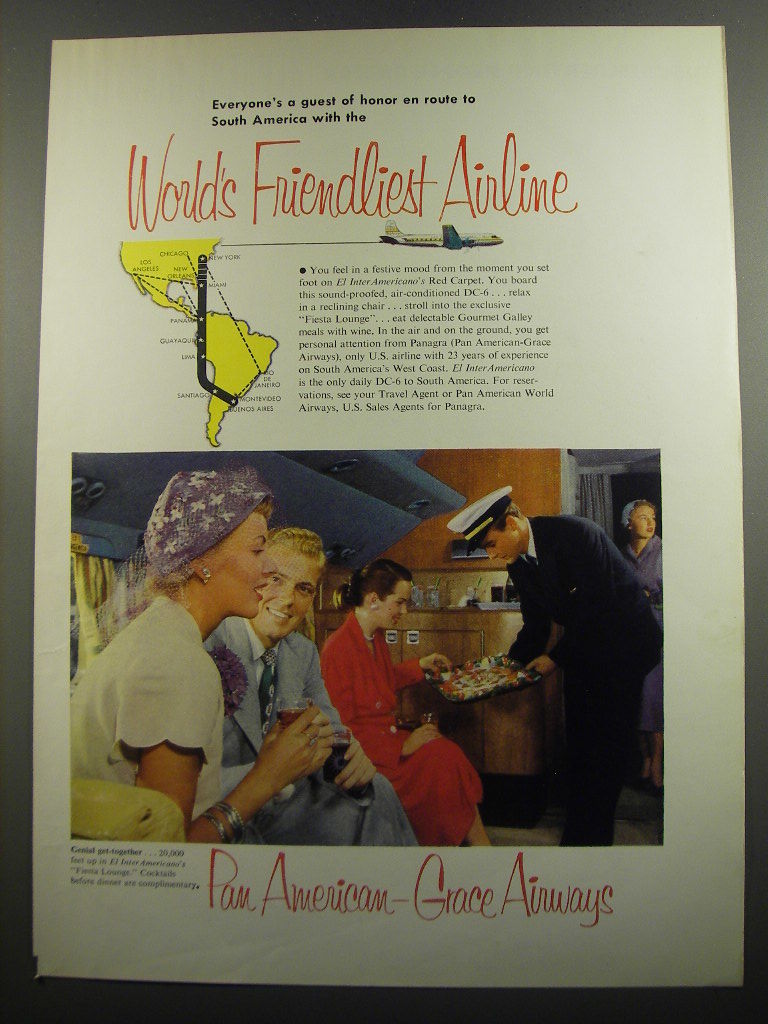 Everyone's a guest of honor en route to
South America with the
World's Friendliest Airline
CHICAGO
NEW YORK
LOS
ANGELES
NEW
ORLEANS
MIAMI
PANAMA
GUAYAQUIL
LIMA
RIO
DE
JANEIRO
SANTIAGO
MONTEVIDEO
BUENOS AIRES
● You feel in a festive mood from the moment you set
foot on El InterAmericano's Red Carpet. You board
this sound-proofed, air-conditioned DC-6 . . . relax
in a reclining chair . . . stroll into the exclusive
"Fiesta Lounge" . . . eat delectable Gourmet Galley
meals with wine. In the air and on the ground, you get
personal attention from Panagra (Pan American-Grace
Airways), only U.S. airline with 23 years of experience
on South America's West Coast. El InterAmericano
is the only daily DC-6 to South America. For reser-
vations, see your Travel Agent or Pan American World
Airways, U.S. Sales Agents for Panagra.
Genial get-together . . . 20,000
feet up in El InterAmericano's
"Fiesta Lounge." Cocktails
before dinner are complimentary.
Pan American-Grace Airways